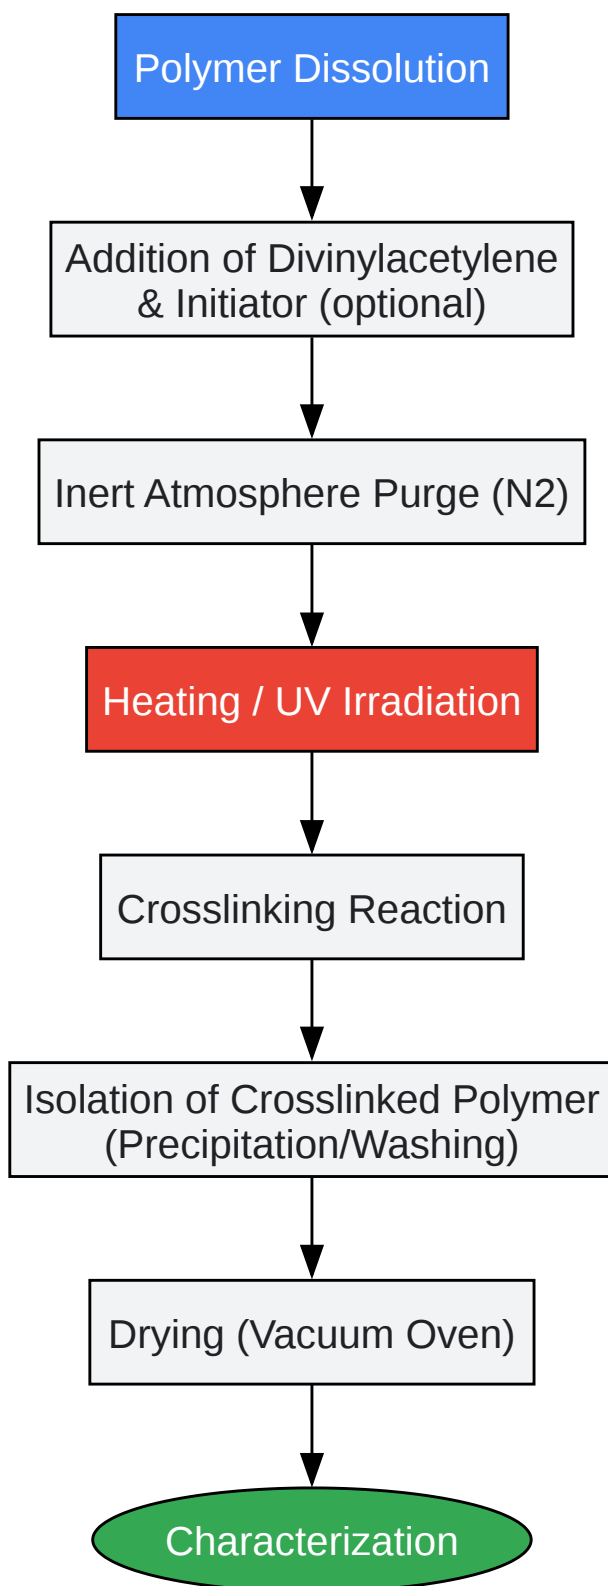 Polymer Dissolution
Addition of Divinylacetylene
& Initiator (optional)
Inert Atmosphere Purge (N2)
Heating / UV Irradiation
Crosslinking Reaction
Isolation of Crosslinked Polymer
(Precipitation/Washing)
Drying (Vacuum Oven)
Characterization